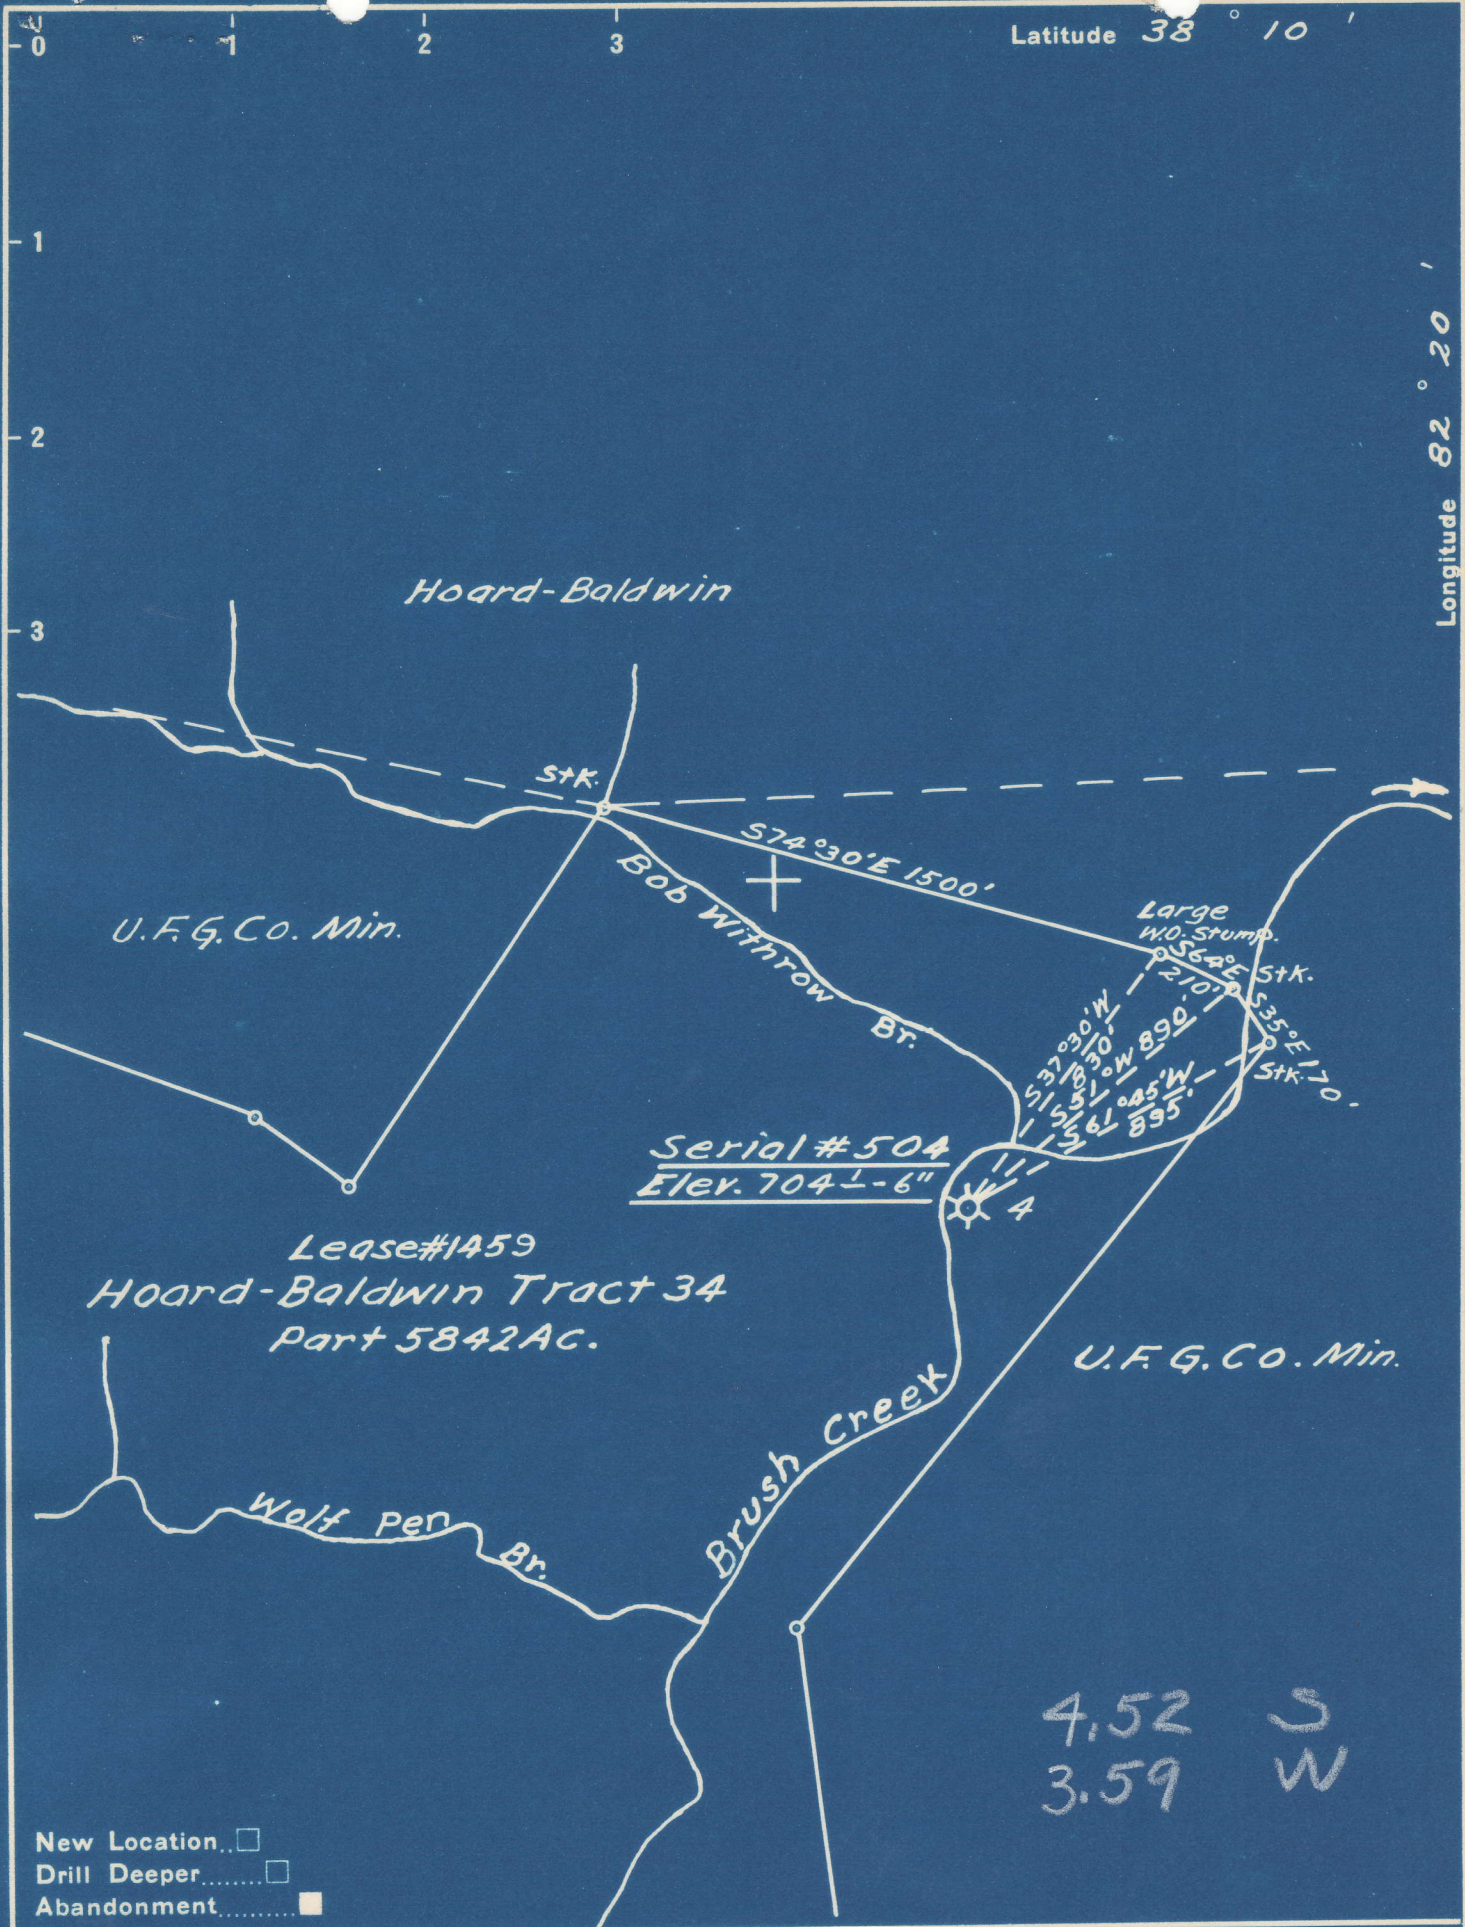 0
1
2
3
Latitude 38° 10'
1
2
3
Longitude 82° 20'
Hoard-Baldwin
StK.
S74°30'E 1500'
Bob Withrow Br.
U.F.G.Co. Min.
Large
W.O. Stump.
S64°E
210'
StK.
S35°E 170'
StK.
S37°30'W
830'
S51°W 890'
S61°45'W
895'
Serial #504
Elev. 704'-6"
4
Lease#1459
Hoard-Baldwin Tract 34
Part 5842AC.
U.F.G.Co. Min.
Brush Creek
Wolf Pen Br.
4.52 S
3.59 W
New Location..
Drill Deeper........
Abandonment..........